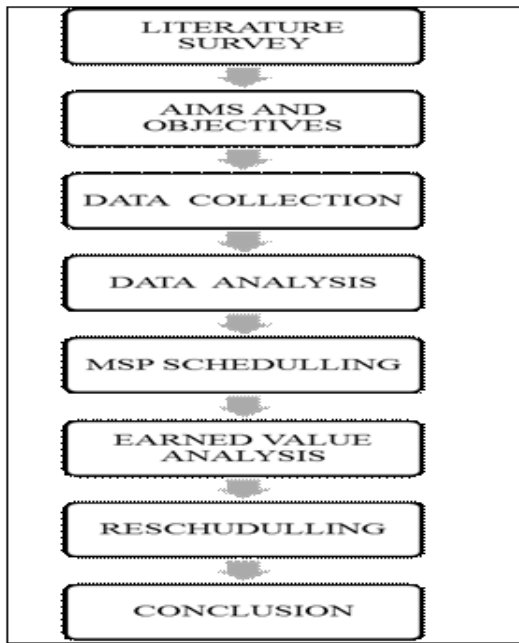 LITERATURE
SURVEY
AIMS AND
OBJECTIVES
DATA COLLECTION
DATA ANALYSIS
MSP SCHEDULLING
EARNED VALUE
ANALYSIS
RESCHUDULLING
CONCLUSION